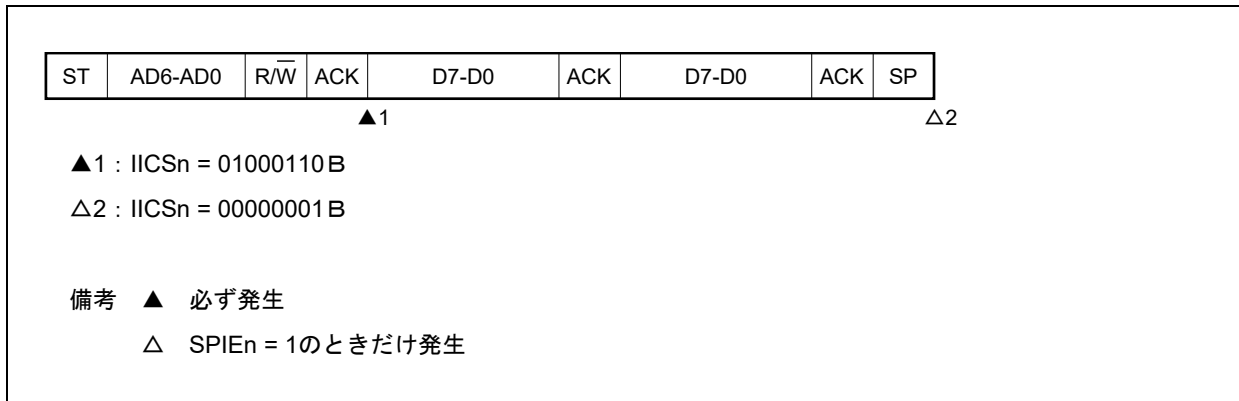 ST AD6-AD0 R/W̅ ACK D7-D0 ACK D7-D0 ACK SP
▲1 △2
▲1：IICSn = 01000110Ｂ
△2：IICSn = 00000001Ｂ
備考 ▲ 必ず発生
△ SPIEn = 1のときだけ発生